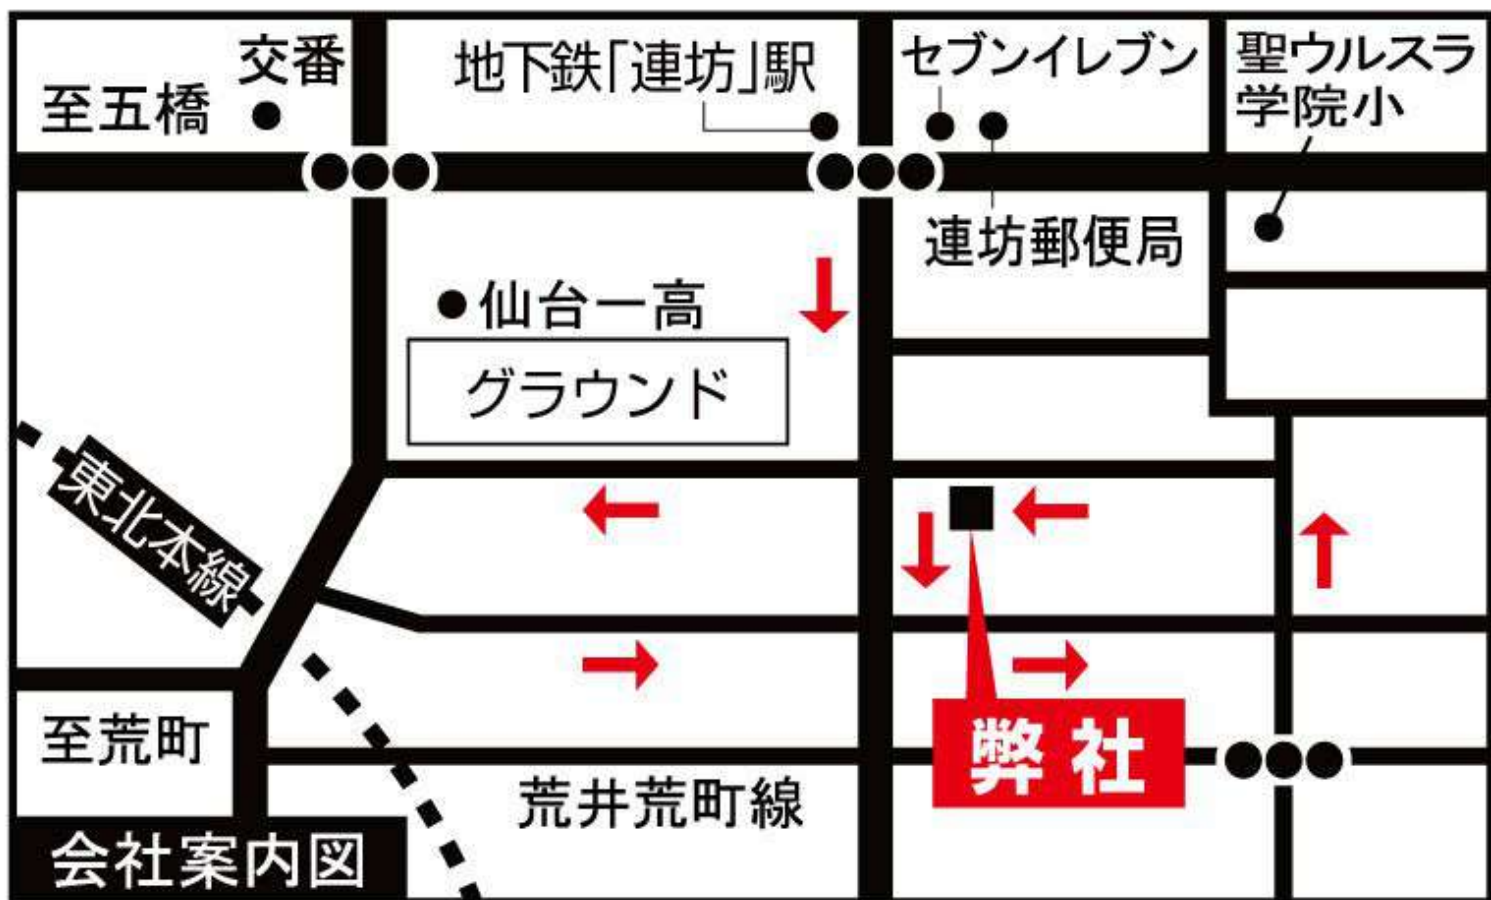 交番
至五橋
地下鉄「連坊」駅
セブンイレブン
聖ウルスラ
学院小
連坊郵便局
仙台一高
グラウンド
東北本線
至荒町
弊社
荒井荒町線
会社案内図